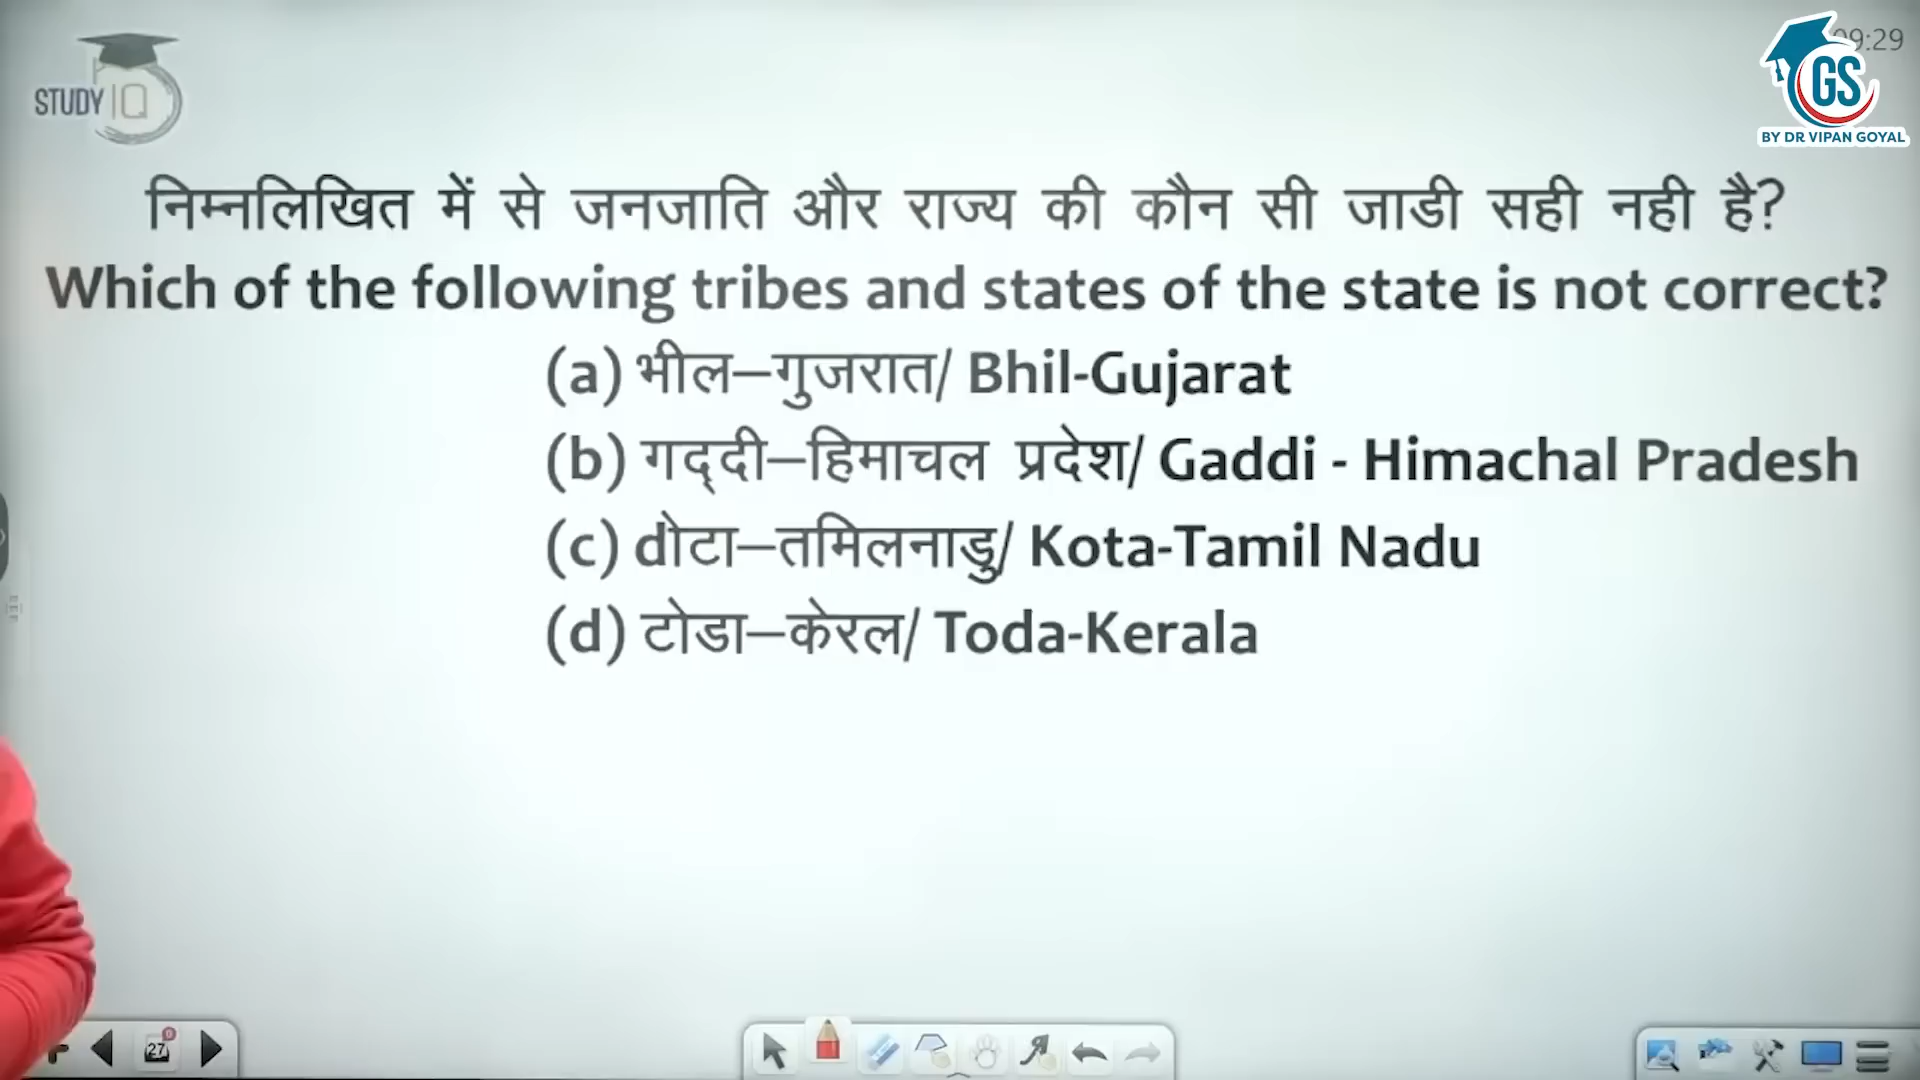 STUDY IQ
09:29
GS
BY DR VIPAN GOYAL
निम्नलिखित में से जनजाति और राज्य की कौन सी जाडी सही नही है?
Which of the following tribes and states of the state is not correct?
(a) भील–गुजरात/ Bhil-Gujarat
(b) गद्दी–हिमाचल प्रदेश/ Gaddi - Himachal Pradesh
(c) dोटा–तमिलनाडु/ Kota-Tamil Nadu
(d) टोडा–केरल/ Toda-Kerala
27